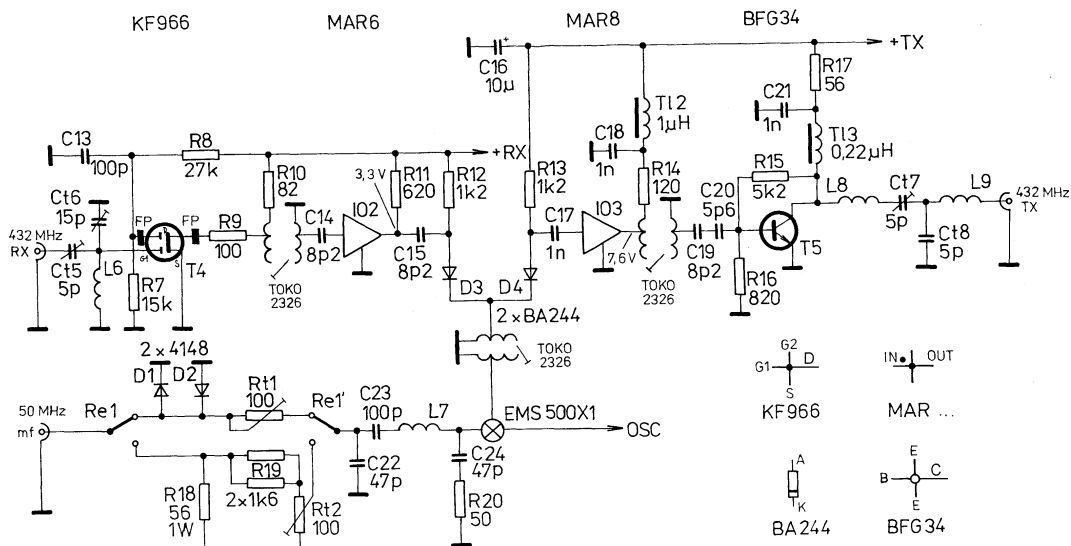 KF966
MAR6
MAR8
BFG34
+TX
C16
10µ
+
R17
56
C21
1n
Tl2
1µH
Tl3
0,22µH
C18
1n
C13
100p
R8
27k
+RX
R10
82
3,3 V
R11
620
R12
1k2
R13
1k2
R14
120
R15
5k2
L8
Ct7
5p
L9
432 MHz
TX
Ct6
15p
FP
FP
R9
100
C14
8p2
IO2
C15
8p2
C17
1n
IO3
7,6 V
C20
5p6
C19
8p2
T5
Ct8
5p
432 MHz
RX
Ct5
5p
L6
G1
S
D
T4
R7
15k
TOKO
2326
D3
D4
TOKO
2326
R16
820
2 x BA244
TOKO
2326
2 x 4148
D1
D2
50 MHz
mf
Re1
Rt1
100
Re1'
C23
100p
L7
EMS 500X1
OSC
C22
47p
C24
47p
R20
50
R18
56
1W
R19
2x1k6
Rt2
100
G2
G1
D
S
KF966
IN
OUT
MAR ...
A
K
BA244
E
B
C
E
BFG34